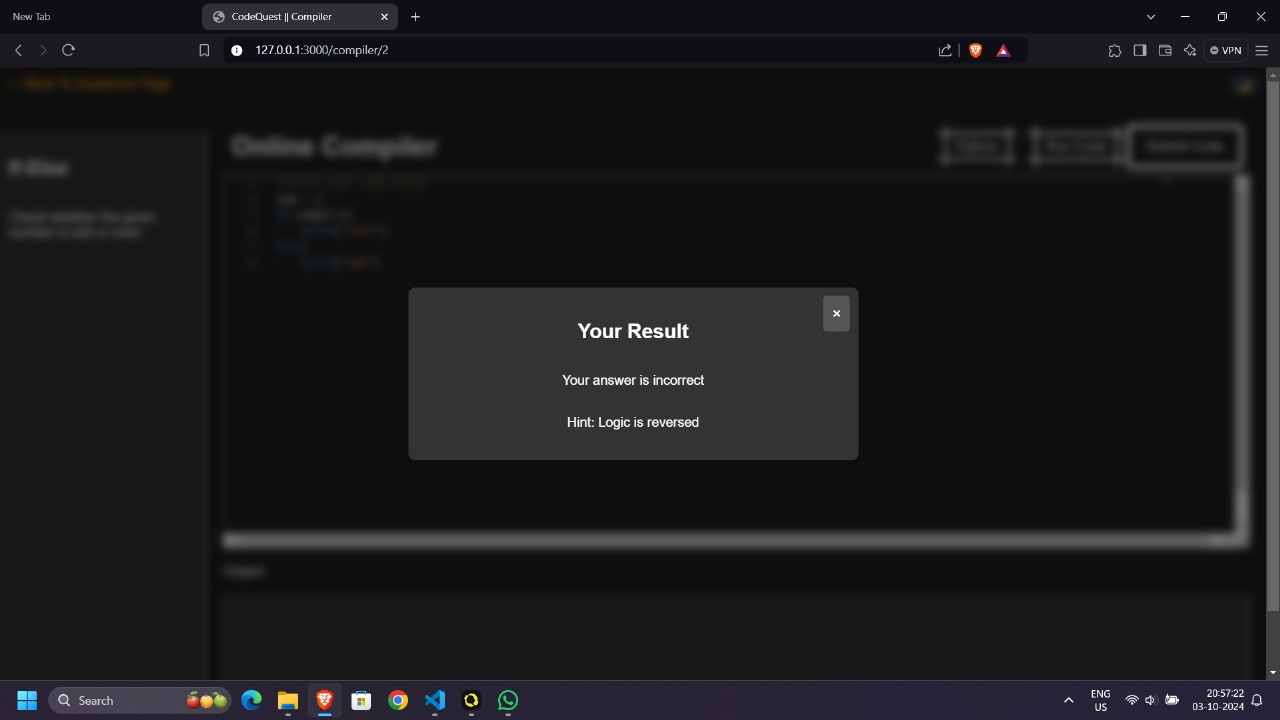 New Tab
CodeQuest || Compiler
127.0.0.1:3000/compiler/2
VPN
← Back To Questions Page
Online Compiler
Python
Run Code
Submit Code
If-Else
Check whether the given
number is odd or even
Your Result
Your answer is incorrect
Hint: Logic is reversed
Output
Search
ENG
US
20:57:22
03-10-2024